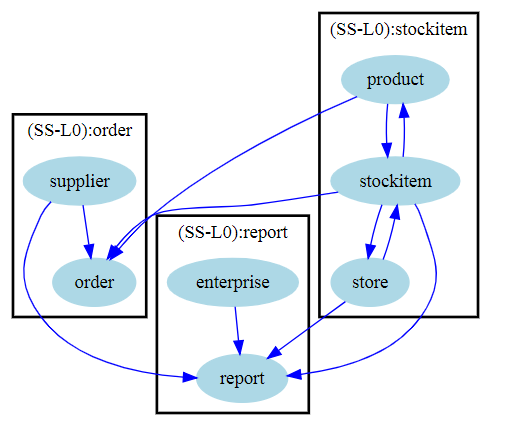 (SS-L0):stockitem
product
(SS-L0):order
supplier
stockitem
(SS-L0):report
order
enterprise
store
report